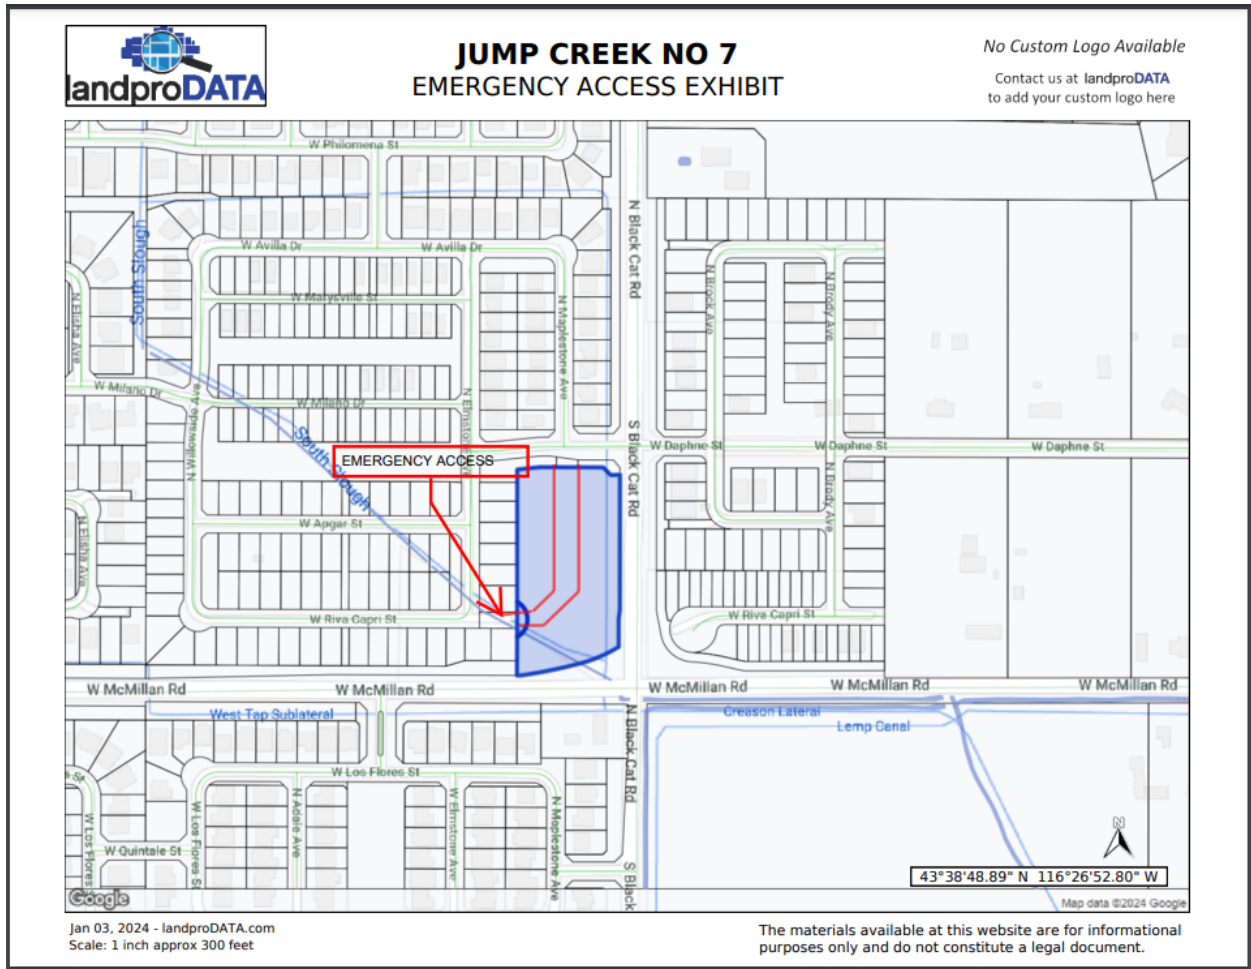 landproDATA
JUMP CREEK NO 7
EMERGENCY ACCESS EXHIBIT
No Custom Logo Available
Contact us at landproDATA
to add your custom logo here
W Philomena St
South Slough
N Black Cat Rd
W Avilla Dr
W Avilla Dr
N Elisha Ave
W Marysville St
N Maplestone Ave
N Brock Ave
N Brody Ave
W Milano Dr
W Milano Dr
N Willowside Ave
N Elmstone Ave
South Slough
EMERGENCY ACCESS
S Black Cat Rd
W Daphne St
W Daphne St
W Daphne St
N Brody Ave
N Elisha Ave
W Apgar St
W Riva Capri St
W Riva Capri St
W McMillan Rd
W McMillan Rd
W McMillan Rd
W McMillan Rd
W McMillan Rd
West Tap Sublateral
Creason Lateral
Lemp Canal
N Black Cat Rd
W Los Flores St
s St
W Los Flores
W Los Flores St
N Adale Ave
W Elmstone Ave
N Maplestone Ave
W Quintale St
S Black
N
43°38'48.89" N 116°26'52.80" W
Google
Map data ©2024 Google
Jan 03, 2024 - landproDATA.com
Scale: 1 inch approx 300 feet
The materials available at this website are for informational
purposes only and do not constitute a legal document.